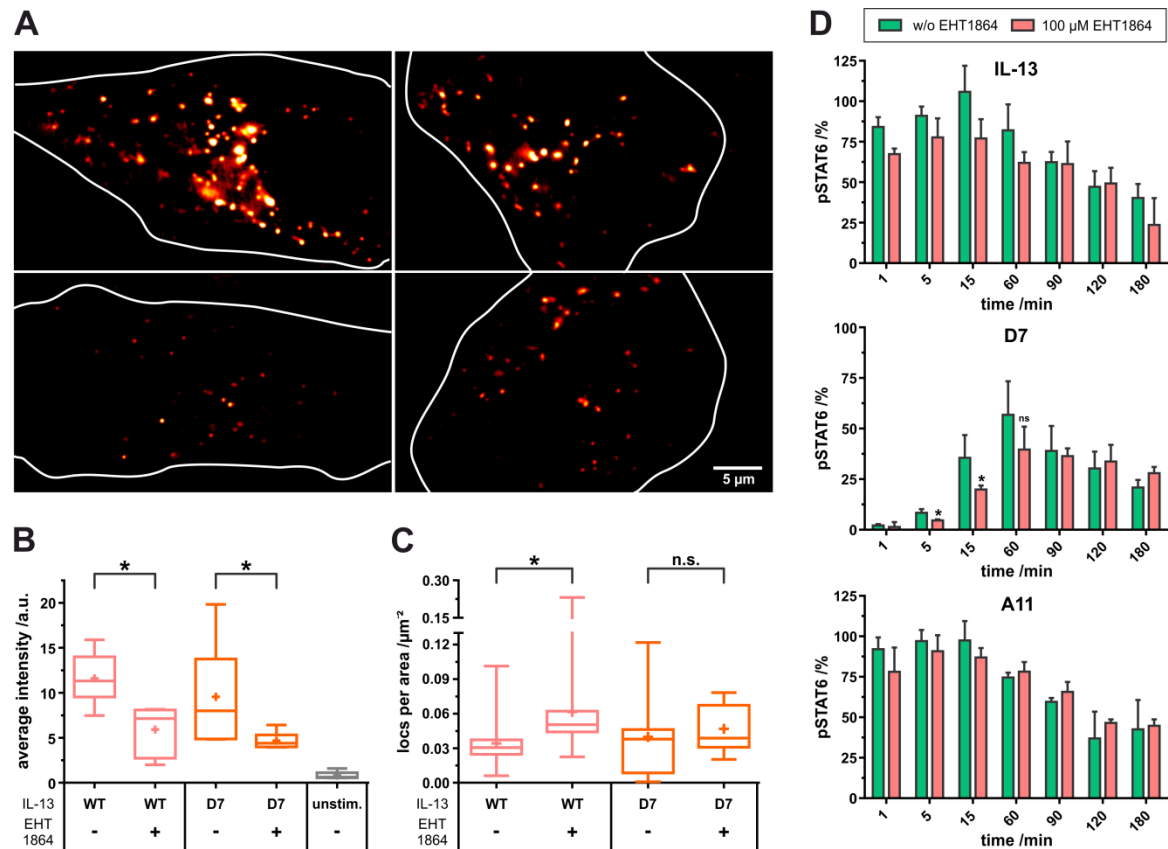 A
5 µm
B
*
*
average intensity /a.u.
20
15
10
5
0
IL-13
WT
WT
D7
D7
unstim.
EHT
1864
-
+
-
+
-
C
*
n.s.
locs per area /µm⁻²
0.30
0.15
0.12
0.09
0.06
0.03
0.00
IL-13
WT
WT
D7
D7
EHT
1864
-
+
-
+
D
w/o EHT1864
100 µM EHT1864
IL-13
pSTAT6 /%
125
100
75
50
25
0
1 5 15 60 90 120 180
time /min
D7
pSTAT6 /%
100
75
50
25
0
*
*
ns
1 5 15 60 90 120 180
time /min
A11
pSTAT6 /%
125
100
75
50
25
0
1 5 15 60 90 120 180
time /min